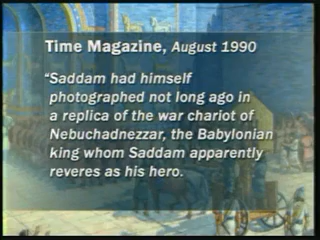 Time Magazine, August 1990
“Saddam had himself
photographed not long ago in
a replica of the war chariot of
Nebuchadnezzar, the Babylonian
king whom Saddam apparently
reveres as his hero.